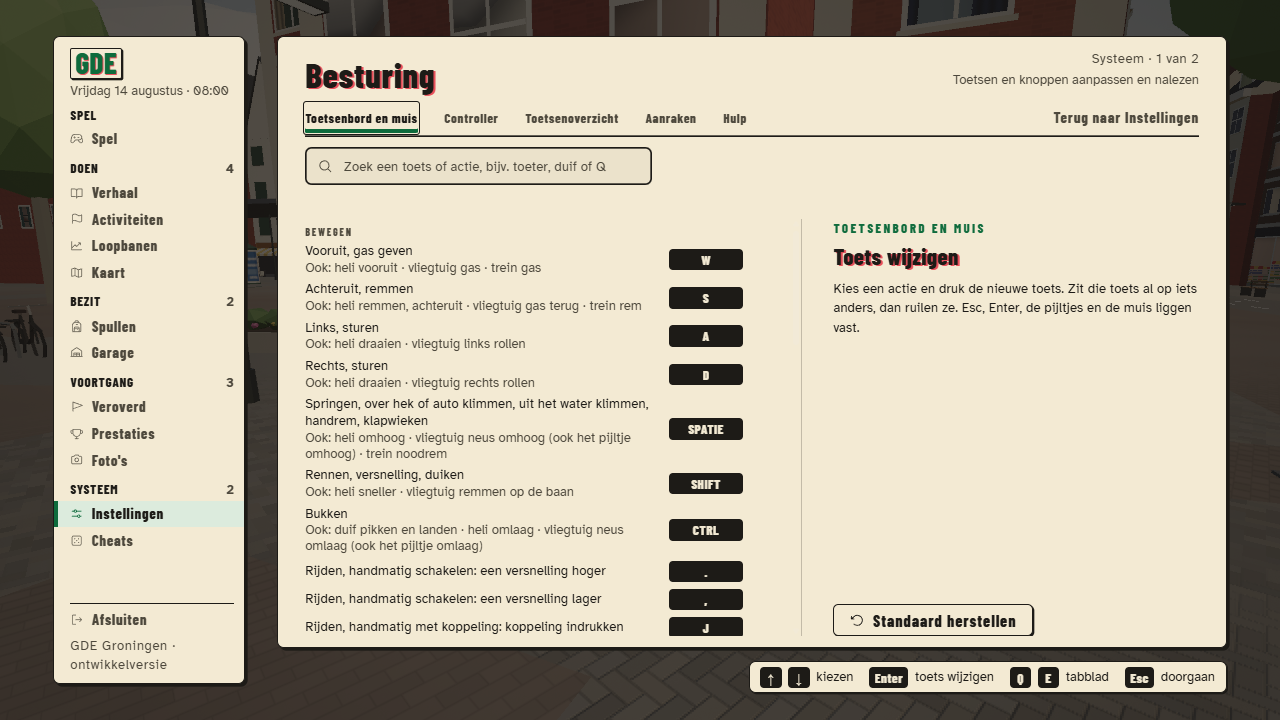 GDE
Vrijdag 14 augustus · 08:00
SPEL
Spel
DOEN 4
Verhaal
Activiteiten
Loopbanen
Kaart
BEZIT 2
Spullen
Garage
VOORTGANG 3
Veroverd
Prestaties
Foto's
SYSTEEM 2
Instellingen
Cheats
Afsluiten
GDE Groningen ·
ontwikkelversie
Besturing
Systeem · 1 van 2
Toetsen en knoppen aanpassen en nalezen
Toetsenbord en muis Controller Toetsenoverzicht Aanraken Hulp Terug naar Instellingen
Zoek een toets of actie, bijv. toeter, duif of Q
BEWEGEN
Vooruit, gas geven
Ook: heli vooruit · vliegtuig gas · trein gas
W
Achteruit, remmen
Ook: heli remmen, achteruit · vliegtuig gas terug · trein rem
S
Links, sturen
Ook: heli draaien · vliegtuig links rollen
A
Rechts, sturen
Ook: heli draaien · vliegtuig rechts rollen
D
Springen, over hek of auto klimmen, uit het water klimmen,
handrem, klapwieken
Ook: heli omhoog · vliegtuig neus omhoog (ook het pijltje
omhoog) · trein noodrem
SPATIE
Rennen, versnelling, duiken
Ook: heli sneller · vliegtuig remmen op de baan
SHIFT
Bukken
Ook: duif pikken en landen · heli omlaag · vliegtuig neus
omlaag (ook het pijltje omlaag)
CTRL
Rijden, handmatig schakelen: een versnelling hoger .
Rijden, handmatig schakelen: een versnelling lager ,
Rijden, handmatig met koppeling: koppeling indrukken J
TOETSENBORD EN MUIS
Toets wijzigen
Kies een actie en druk de nieuwe toets. Zit die toets al op iets
anders, dan ruilen ze. Esc, Enter, de pijltjes en de muis liggen
vast.
Standaard herstellen
↑ ↓ kiezen Enter toets wijzigen Q E tabblad Esc doorgaan